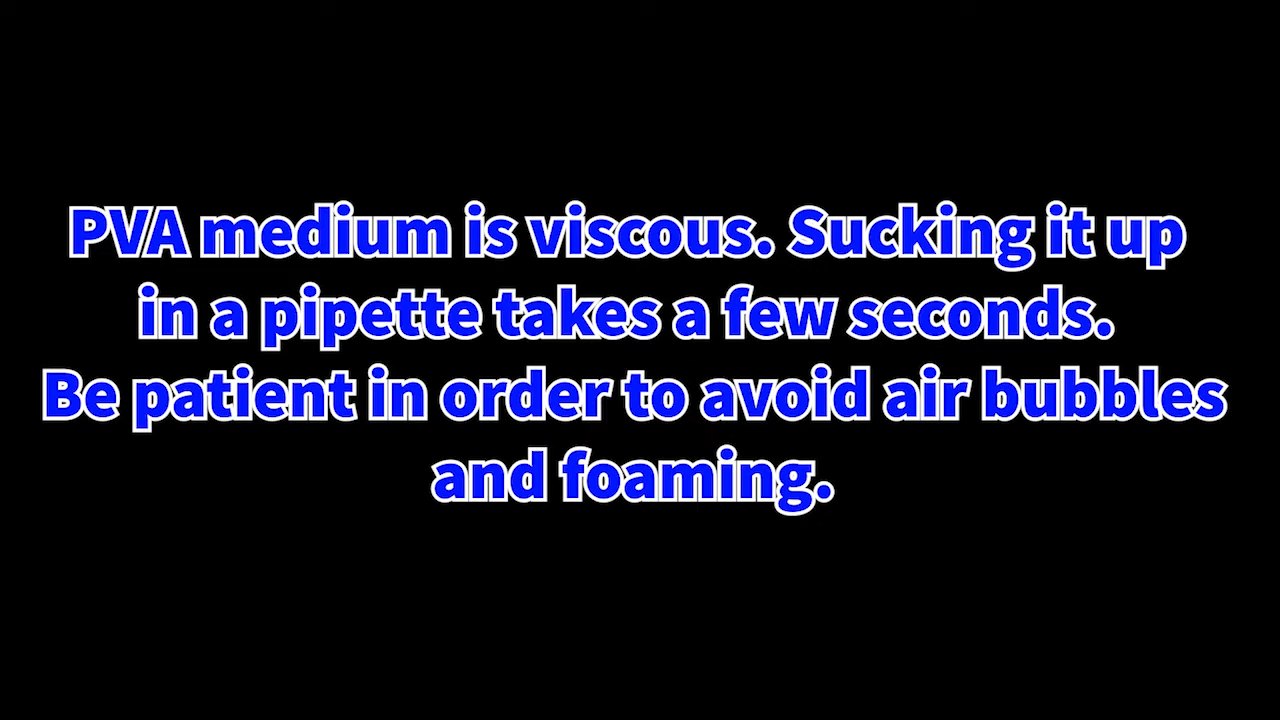 PVA medium is viscous. Sucking it up
in a pipette takes a few seconds.
Be patient in order to avoid air bubbles
and foaming.